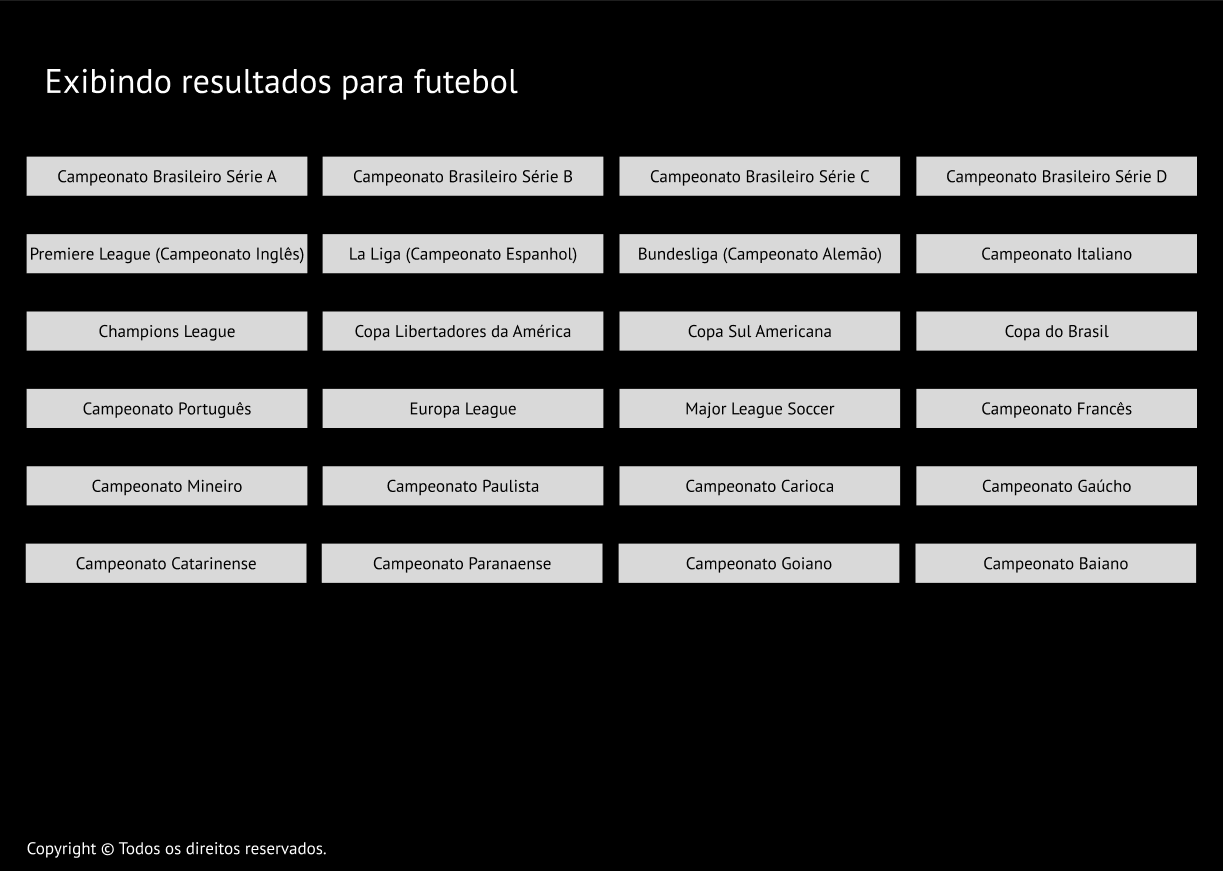 Exibindo resultados para futebol
Campeonato Brasileiro Série A
Campeonato Brasileiro Série B
Campeonato Brasileiro Série C
Campeonato Brasileiro Série D
Premiere League (Campeonato Inglês)
La Liga (Campeonato Espanhol)
Bundesliga (Campeonato Alemão)
Campeonato Italiano
Champions League
Copa Libertadores da América
Copa Sul Americana
Copa do Brasil
Campeonato Português
Europa League
Major League Soccer
Campeonato Francês
Campeonato Mineiro
Campeonato Paulista
Campeonato Carioca
Campeonato Gaúcho
Campeonato Catarinense
Campeonato Paranaense
Campeonato Goiano
Campeonato Baiano
Copyright © Todos os direitos reservados.